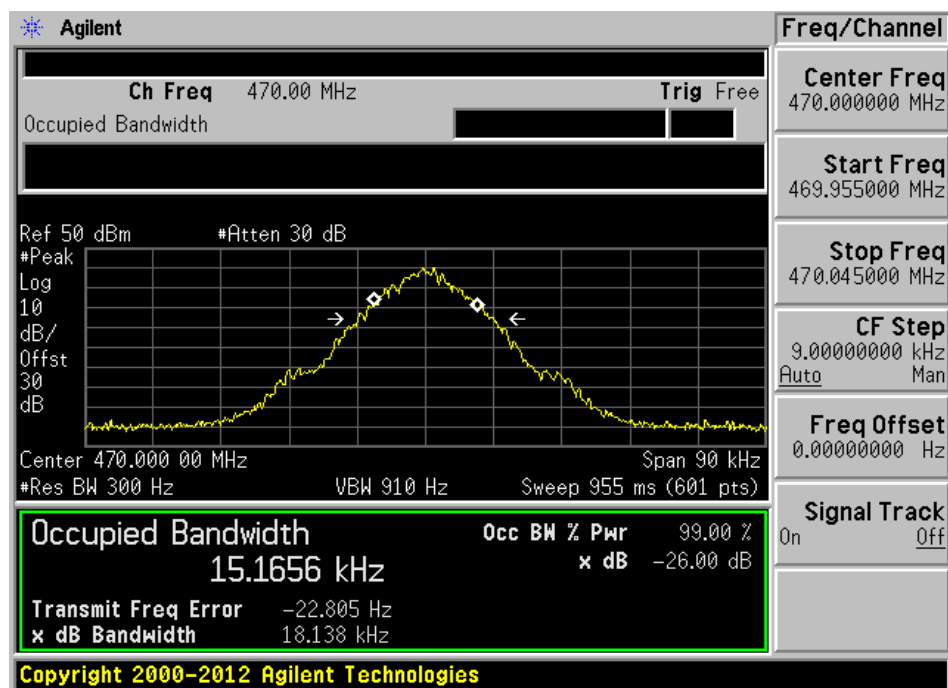 Agilent
Freq/Channel
Ch Freq 470.00 MHz Trig Free
Occupied Bandwidth
Center Freq
470.000000 MHz
Start Freq
469.955000 MHz
Stop Freq
470.045000 MHz
CF Step
9.00000000 kHz
Auto Man
Freq Offset
0.00000000 Hz
Signal Track
On Off
Ref 50 dBm #Atten 30 dB
#Peak
Log
10
dB/
Offst
30
dB
Center 470.000 00 MHz Span 90 kHz
#Res BW 300 Hz VBW 910 Hz Sweep 955 ms (601 pts)
Occupied Bandwidth Occ BW % Pwr 99.00 %
15.1656 kHz x dB -26.00 dB
Transmit Freq Error -22.805 Hz
x dB Bandwidth 18.138 kHz
Copyright 2000-2012 Agilent Technologies